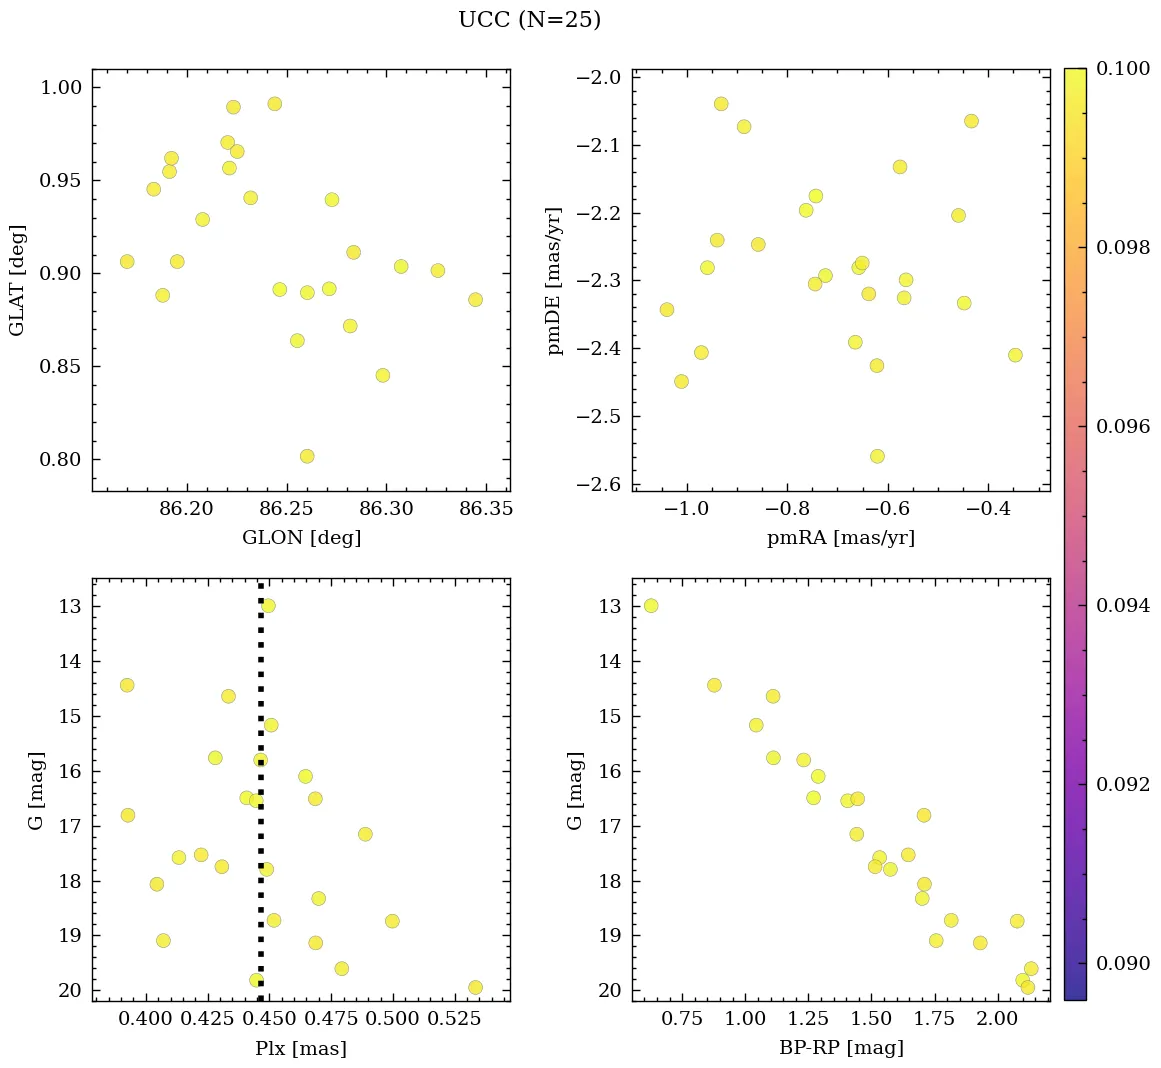 UCC (N=25)
1.00
0.95
0.90
0.85
0.80
GLAT [deg]
86.20 86.25 86.30 86.35
GLON [deg]
−2.0
−2.1
−2.2
−2.3
−2.4
−2.5
−2.6
pmDE [mas/yr]
−1.0 −0.8 −0.6 −0.4
pmRA [mas/yr]
13
14
15
16
17
18
19
20
G [mag]
0.400 0.425 0.450 0.475 0.500 0.525
Plx [mas]
13
14
15
16
17
18
19
20
G [mag]
0.75 1.00 1.25 1.50 1.75 2.00
BP-RP [mag]
0.100
0.098
0.096
0.094
0.092
0.090